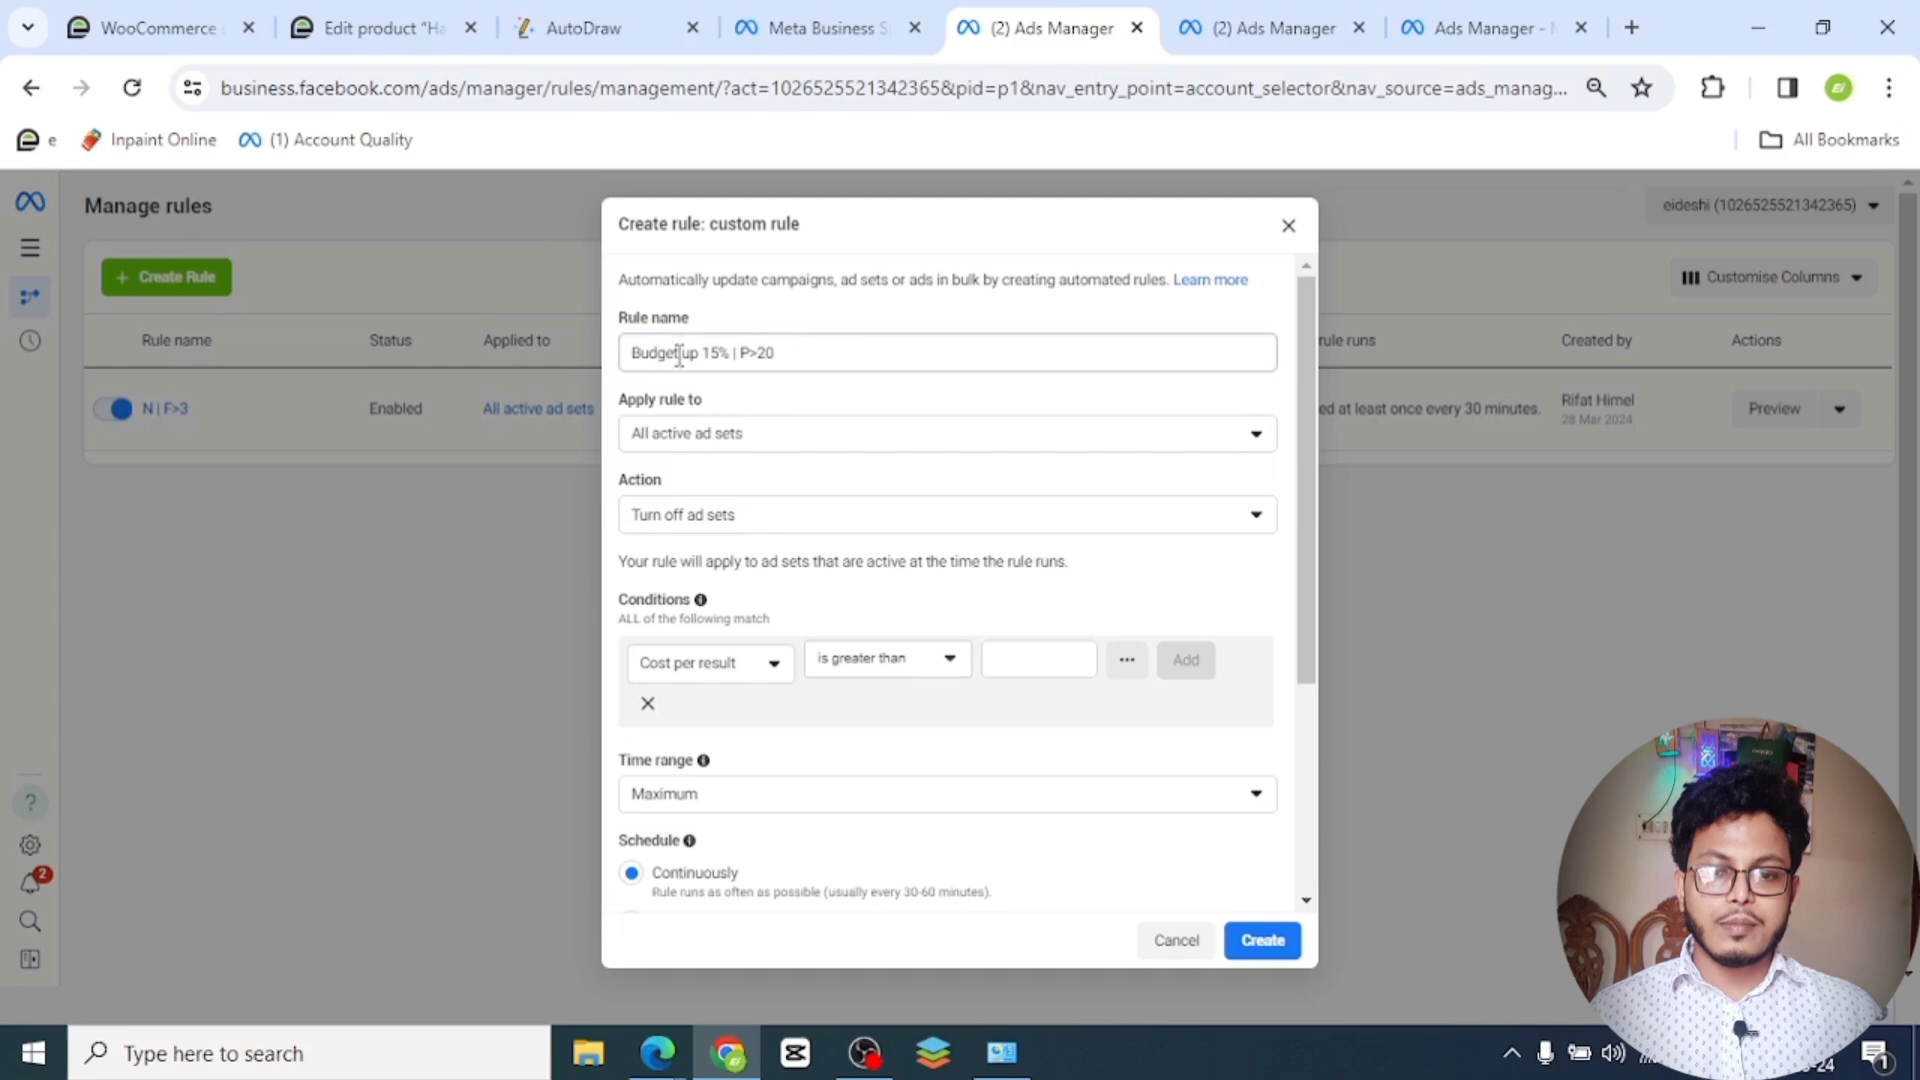 WooCommerce
Edit product "Ha
AutoDraw
Meta Business S
(2) Ads Manager
(2) Ads Manager
Ads Manager -
business.facebook.com/ads/manager/rules/management/?act=1026525521342365&pid=p1&nav_entry_point=account_selector&nav_source=ads_manag...
e
Inpaint Online
(1) Account Quality
All Bookmarks
Manage rules
eideshi (1026525521342365)
+ Create Rule
Customise Columns
Rule name
Status
Applied to
rule runs
Created by
Actions
N | F>3
Enabled
All active ad sets
ed at least once every 30 minutes.
Rifat Himel
28 Mar 2024
Preview
Create rule: custom rule
Automatically update campaigns, ad sets or ads in bulk by creating automated rules. Learn more
Rule name
Budget up 15% | P>20
Apply rule to
All active ad sets
Action
Turn off ad sets
Your rule will apply to ad sets that are active at the time the rule runs.
Conditions
ALL of the following match
Cost per result
is greater than
Add
Time range
Maximum
Schedule
Continuously
Rule runs as often as possible (usually every 30-60 minutes).
Cancel
Create
2
Type here to search
-24
1